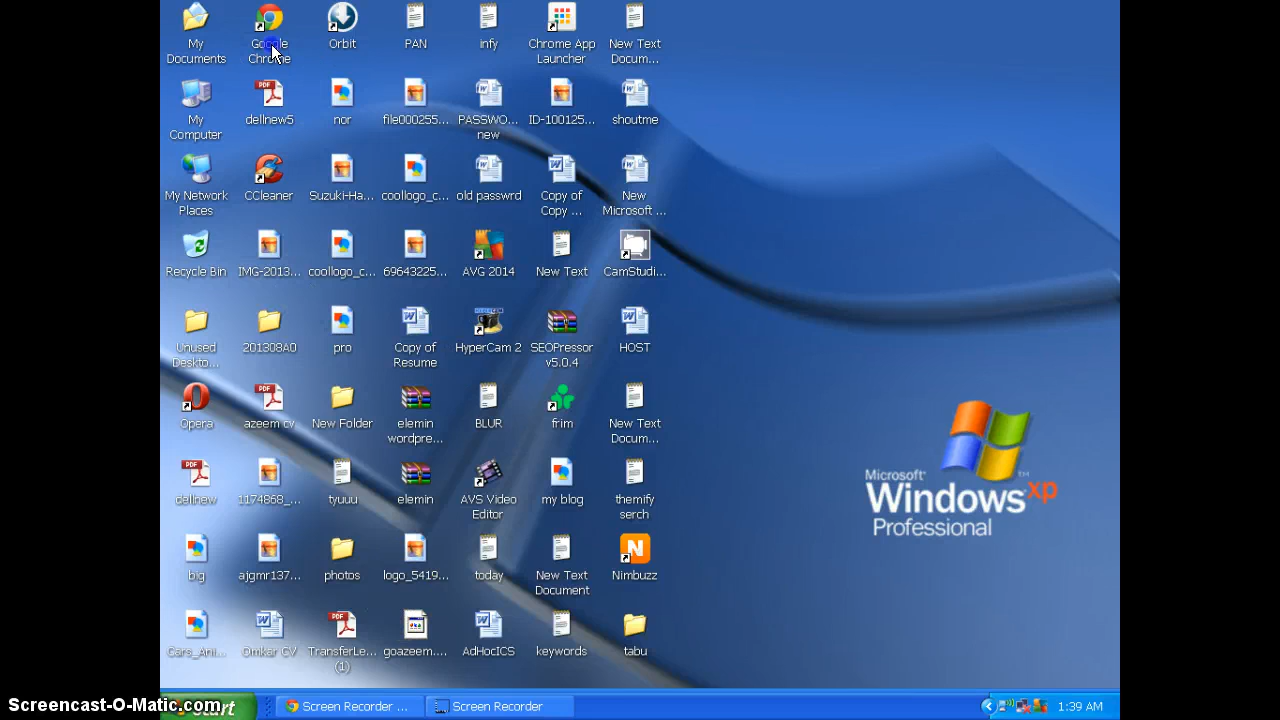 My
Documents
Google
Chrome
Orbit
PAN
infy
Chrome App
Launcher
New Text
Docum...
My
Computer
dellnew5
nor
file000255...
PASSWO...
new
ID-100125...
shoutme
My Network
Places
CCleaner
Suzuki-Ha...
coollogo_c...
old passwrd
Copy of
Copy ...
New
Microsoft ...
Recycle Bin
IMG-2013...
coollogo_c...
69643225...
AVG 2014
New Text
CamStudi...
Unused
Deskto...
201308A0
pro
Copy of
Resume
HyperCam 2
SEOPressor
v5.0.4
HOST
Opera
azeem cv
New Folder
elemin
wordpre...
BLUR
frim
New Text
Docum...
dellnew
1174868_...
tyuuu
elemin
AVS Video
Editor
my blog
themify
serch
big
ajgmr137...
photos
logo_5419...
today
New Text
Document
Nimbuzz
Cars_Ani...
Omkar CV
TransferLe...
(1)
goazeem....
AdHocICS
keywords
tabu
Microsoft
Windows xp
Professional
Screencast-O-Matic.com
start
Screen Recorder ...
Screen Recorder
1:39 AM